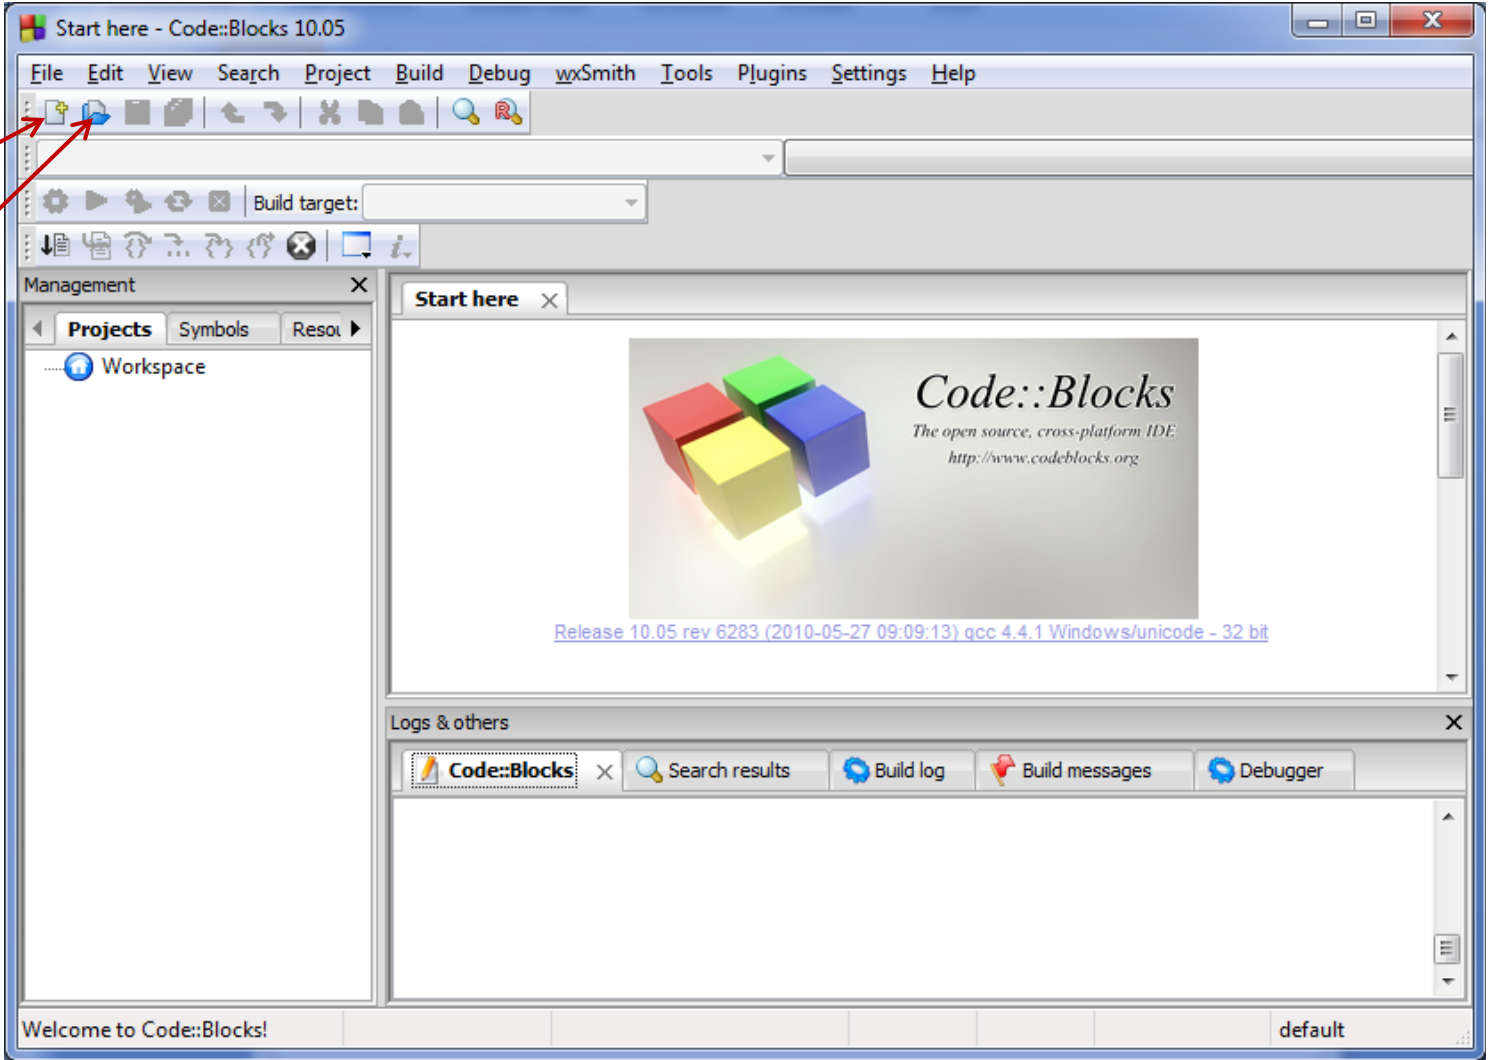 Start here - Code::Blocks 10.05
File Edit View Search Project Build Debug wxSmith Tools Plugins Settings Help
Build target:
Management
Projects Symbols Resou
Workspace
Start here
Code::Blocks
The open source, cross-platform IDE
http://www.codeblocks.org
Release 10.05 rev 6283 (2010-05-27 09:09:13) gcc 4.4.1 Windows/unicode - 32 bit
Logs & others
Code::Blocks Search results Build log Build messages Debugger
Welcome to Code::Blocks! default